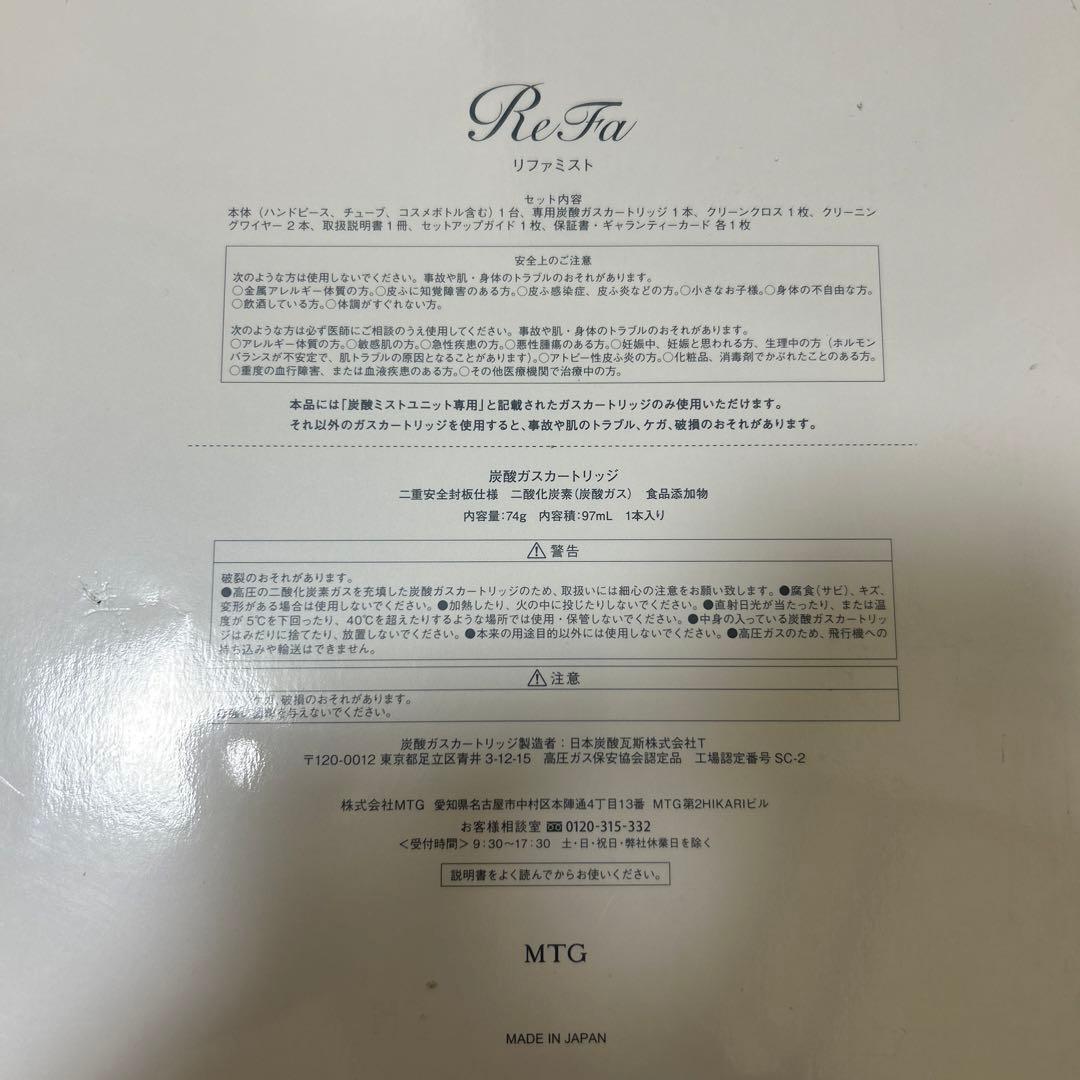 ReFa
リファミスト
セット内容
本体（ハンドピース、チューブ、コスメボトル含む）1台、専用炭酸ガスカートリッジ 1本、クリーンクロス 1枚、クリーニン
グワイヤー 2本、取扱説明書1冊、セットアップガイド 1枚、保証書・ギャランティーカード 各1枚
安全上のご注意
次のような方は使用しないでください。事故や肌・身体のトラブルのおそれがあります。
○金属アレルギー体質の方。○皮ふに知覚障害のある方。○皮ふ感染症、皮ふ炎などの方。○小さなお子様。○身体の不自由な方。
○飲酒している方。○体調がすぐれない方。
次のような方は必ず医師にご相談のうえ使用してください。事故や肌・身体のトラブルのおそれがあります。
○アレルギー体質の方。○敏感肌の方。○急性疾患の方。○悪性腫瘍のある方。○妊娠中、妊娠と思われる方、生理中の方（ホルモン
バランスが不安定で、肌トラブルの原因となることがあります）。○アトピー性皮ふ炎の方。○化粧品、消毒剤でかぶれたことのある方。
○重度の血行障害、または血液疾患のある方。○その他医療機関で治療中の方。
本品には「炭酸ミストユニット専用」と記載されたガスカートリッジのみ使用いただけます。
それ以外のガスカートリッジを使用すると、事故や肌のトラブル、ケガ、破損のおそれがあります。
炭酸ガスカートリッジ
二重安全封板仕様　二酸化炭素（炭酸ガス）　食品添加物
内容量：74g　内容積：97mL　1本入り
⚠警告
破裂のおそれがあります。
●高圧の二酸化炭素ガスを充填した炭酸ガスカートリッジのため、取扱いには細心の注意をお願い致します。●腐食（サビ）、キズ、
変形がある場合は使用しないでください。●加熱したり、火の中に投じたりしないでください。●直射日光が当たったり、または温
度が 5℃を下回ったり、40℃を超えたりするような場所では使用・保管しないでください。●中身の入っている炭酸ガスカートリッ
ジはみだりに捨てたり、放置しないでください。●本来の用途目的以外には使用しないでください。●高圧ガスのため、飛行機への
持ち込みや輸送はできません。
⚠注意
ケガ、破損のおそれがあります。
を与えないでください。
炭酸ガスカートリッジ製造者：日本炭酸瓦斯株式会社T
〒120-0012 東京都足立区青井 3-12-15　高圧ガス保安協会認定品　工場認定番号 SC-2
株式会社MTG　愛知県名古屋市中村区本陣通4丁目13番　MTG第2HIKARIビル
お客様相談室 0120-315-332
＜受付時間＞ 9：30～17：30　土・日・祝日・弊社休業日を除く
説明書をよく読んでからお使いください。
MTG
MADE IN JAPAN